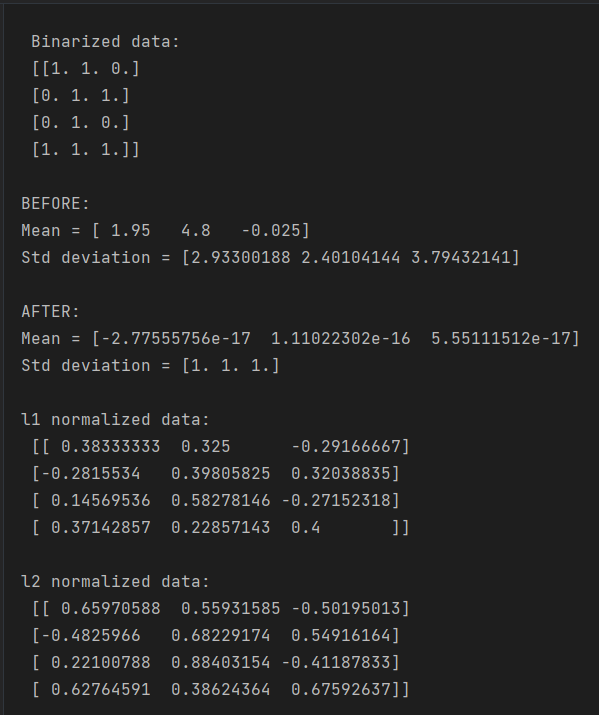 Binarized data:
[[1. 1. 0.]
[0. 1. 1.]
[0. 1. 0.]
[1. 1. 1.]]
BEFORE:
Mean = [ 1.95   4.8   -0.025]
Std deviation = [2.93300188 2.40104144 3.79432141]
AFTER:
Mean = [-2.77555756e-17  1.11022302e-16  5.55111512e-17]
Std deviation = [1. 1. 1.]
l1 normalized data:
[[ 0.38333333  0.325      -0.29166667]
[-0.2815534   0.39805825  0.32038835]
[ 0.14569536  0.58278146 -0.27152318]
[ 0.37142857  0.22857143  0.4       ]]
l2 normalized data:
[[ 0.65970588  0.55931585 -0.50195013]
[-0.4825966   0.68229174  0.54916164]
[ 0.22100788  0.88403154 -0.41187833]
[ 0.62764591  0.38624364  0.67592637]]